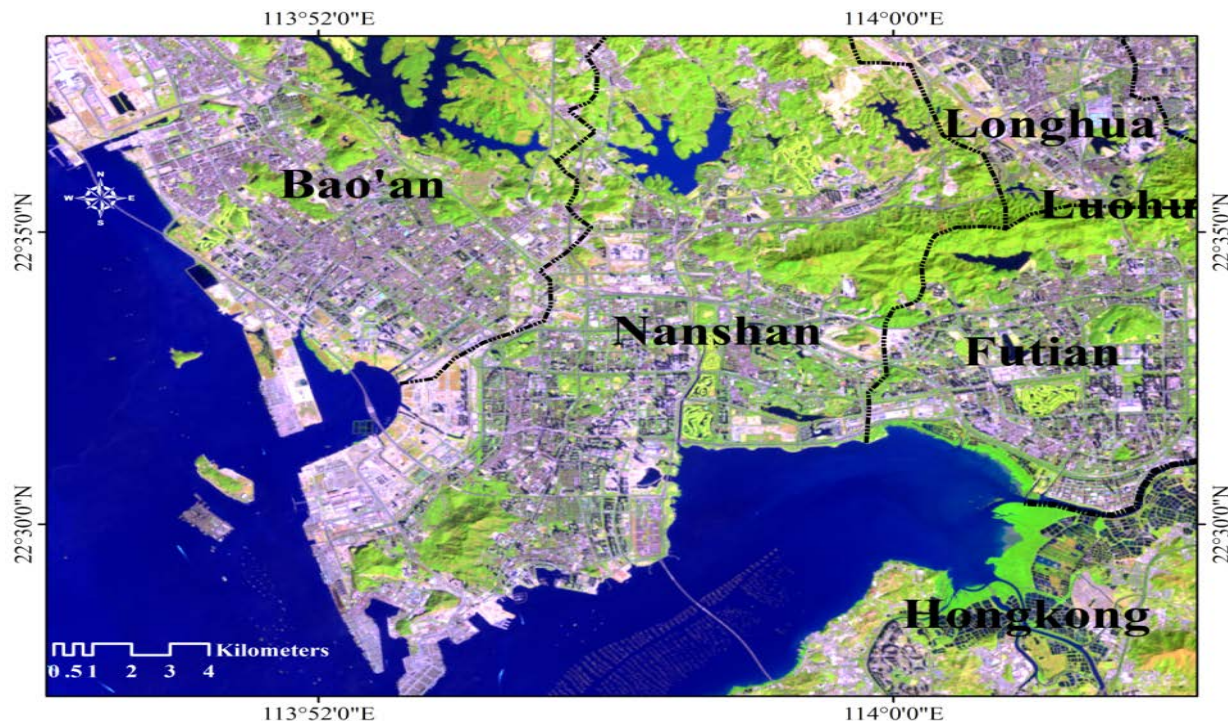 113°52'0"E 114°0'0"E
Longhua
Bao'an
N
W E
S
Luohu
22°35'0"N 22°35'0"N
Nanshan
Futian
22°30'0"N 22°30'0"N
Hongkong
Kilometers
0 0.5 1 2 3 4
113°52'0"E 114°0'0"E